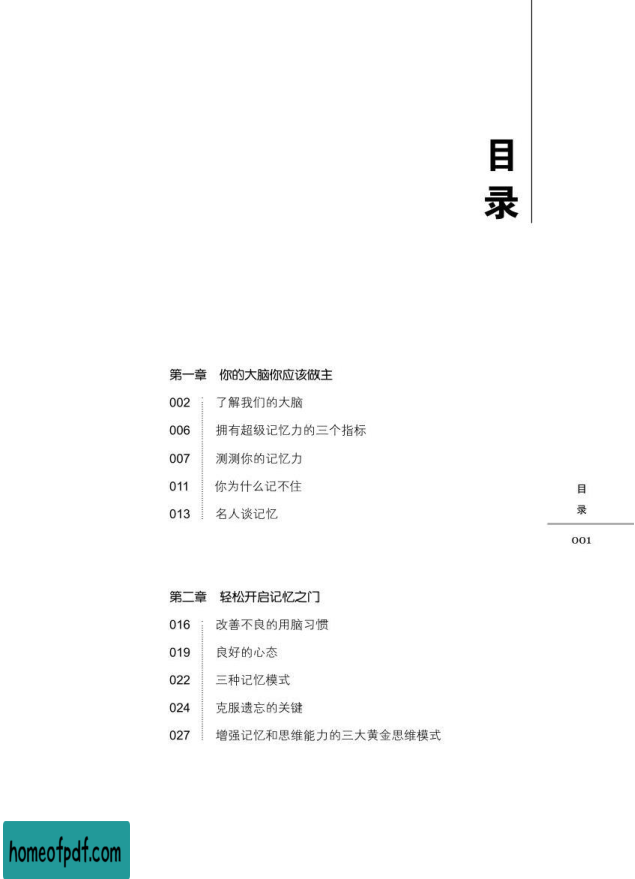 目
录
第一章 你的大脑你应该做主
002 了解我们的大脑
006 拥有超级记忆力的三个指标
007 测测你的记忆力
011 你为什么记不住
013 名人谈记忆
目
录
001
第二章 轻松开启记忆之门
016 改善不良的用脑习惯
019 良好的心态
022 三种记忆模式
024 克服遗忘的关键
027 增强记忆和思维能力的三大黄金思维模式
homeofpdf.com